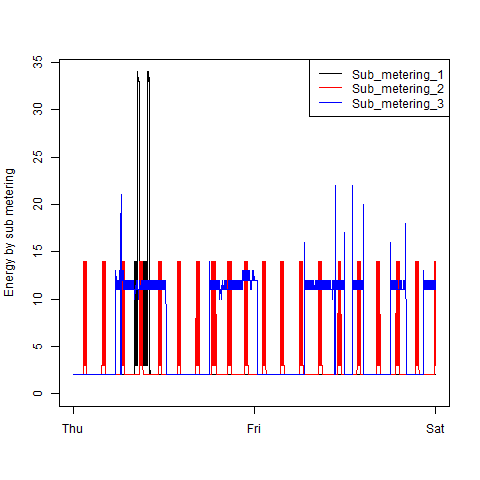 Sub_metering_1
Sub_metering_2
Sub_metering_3
Energy by sub metering
35
30
25
20
15
10
5
0
Thu Fri Sat